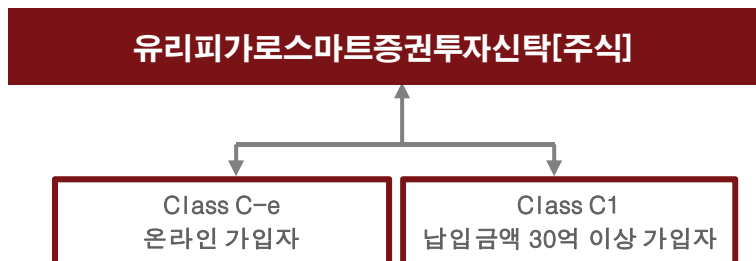 유리피가로스마트증권투자신탁[주식]
Class C-e
온라인 가입자
Class C1
납입금액 30억 이상 가입자